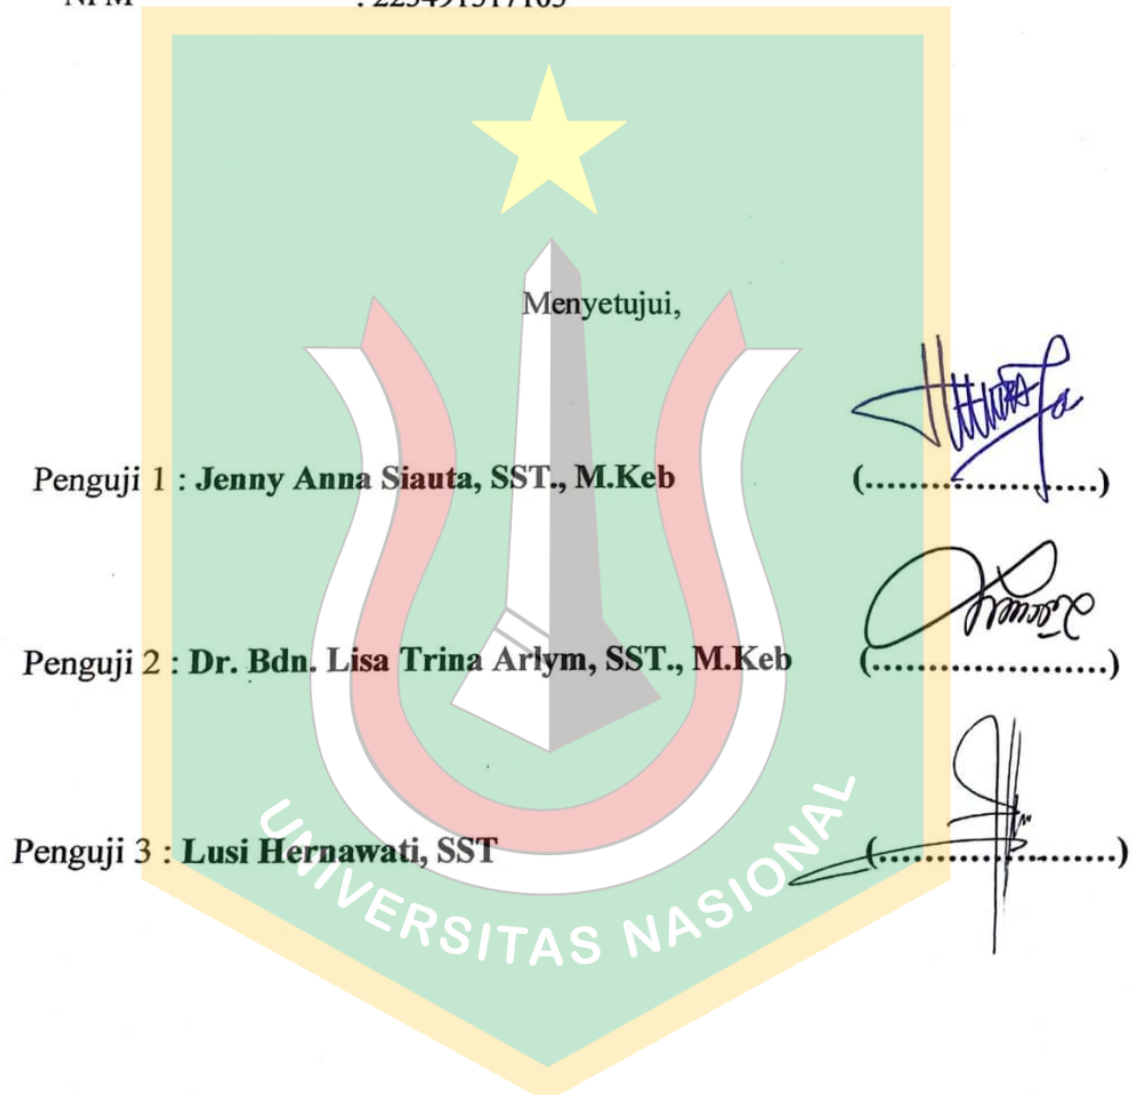 Menyetujui,
Penguji 1 : Jenny Anna Siauta, SST., M.Keb (........................)
Penguji 2 : Dr. Bdn. Lisa Trina Arlym, SST., M.Keb (........................)
Penguji 3 : Lusi Hernawati, SST (........................)
UNIVERSITAS NASIONAL